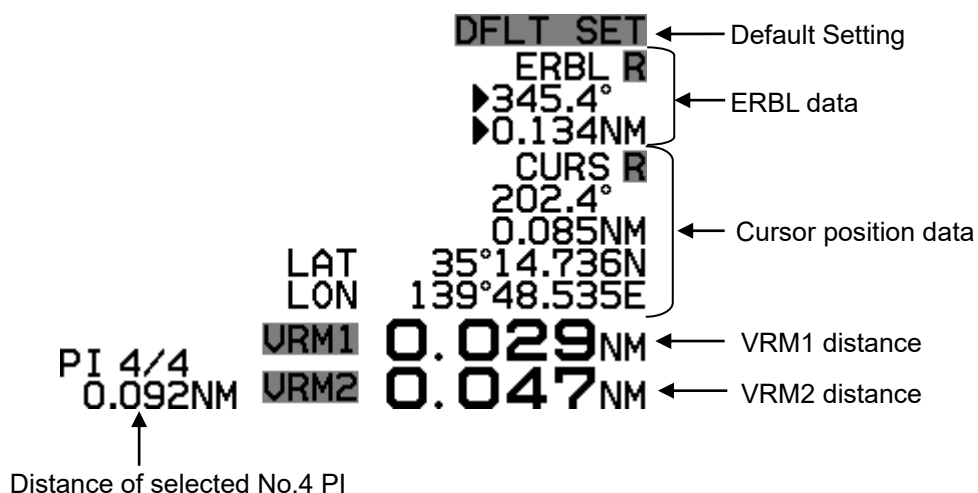 DFLT SET
Default Setting
ERBL R
345.4°
0.134NM
ERBL data
CURS R
202.4°
0.085NM
LAT 35°14.736N
LON 139°48.535E
Cursor position data
VRM1 0.029NM
VRM1 distance
PI 4/4
0.092NM
VRM2 0.047NM
VRM2 distance
Distance of selected No.4 PI